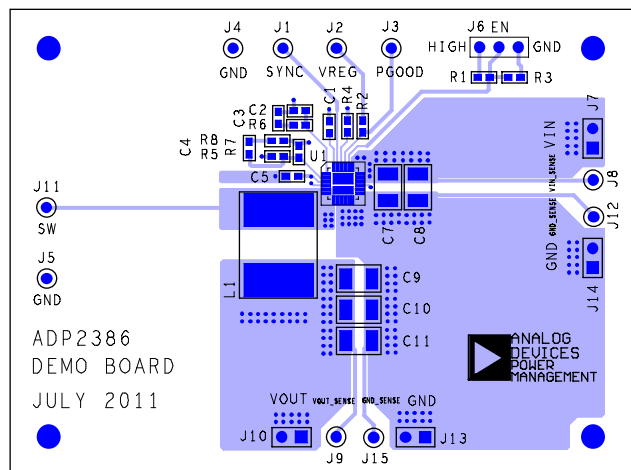 J4
J1
J2
J3
J6
EN
HIGH
GND
GND
SYNC
VREG
PGOOD
R1
R3
C3
C2
R6
C1
R4
R2
J7
VIN
C4
R8
R5
R7
U1
C5
VIN_SENSE
GND_SENSE
J8
J12
J11
SW
C7
C8
GND
J14
J5
GND
L1
C9
C10
C11
ADP2386
DEMO BOARD
JULY 2011
ANALOG
DEVICES
POWER
MANAGEMENT
VOUT
VOUT_SENSE
GND_SENSE
GND
J10
J9
J15
J13